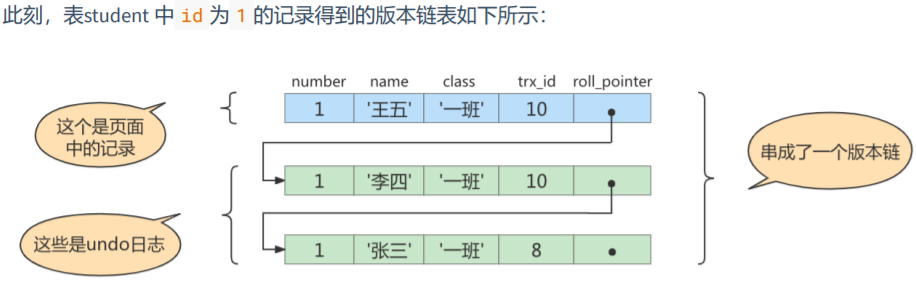 此刻，表student 中 id 为 1 的记录得到的版本链表如下所示：
number name class trx_id roll_pointer
1 '王五' '一班' 10
这个是页面
中的记录
串成了一个版本链
1 '李四' '一班' 10
这些是undo日志
1 '张三' '一班' 8